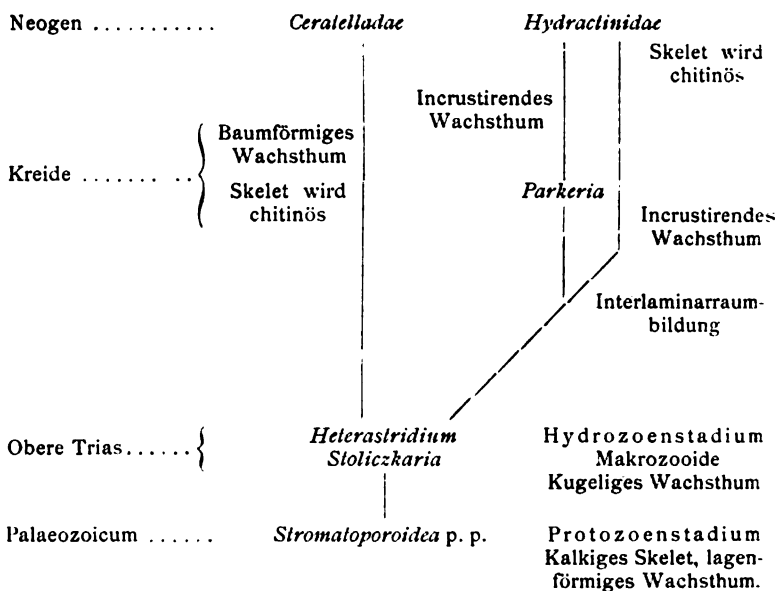 Neogen ........... Ceratelladae Hydractinidae
Skelet wird
chitinös
Incrustirendes
Wachsthum
Baumförmiges
Wachsthum
Kreide ....... ..
Skelet wird
chitinös
Parkeria
Incrustirendes
Wachsthum
Interlaminarraum-
bildung
Obere Trias......
Heterastridium
Stoliczkaria
Hydrozoenstadium
Makrozooide
Kugeliges Wachsthum
Palaeozoicum ......
Stromatoporoidea p. p.
Protozoenstadium
Kalkiges Skelet, lagen-
förmiges Wachsthum.